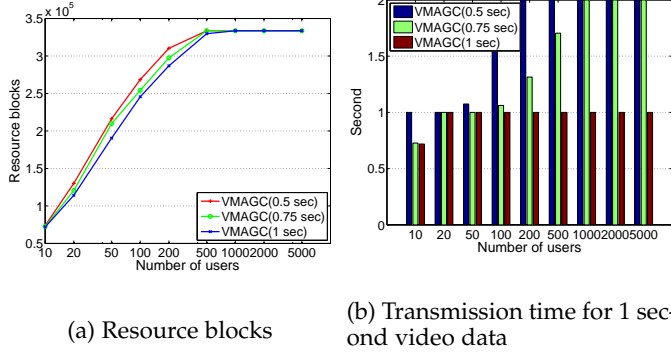 x 10^5
3.5
3
2.5
2
1.5
1
0.5
Resource blocks
VMAGC(0.5 sec)
VMAGC(0.75 sec)
VMAGC(1 sec)
10 20 50 100 200 500 1000 2000 5000
Number of users
(a) Resource blocks
2
1.5
1
0.5
0
Second
VMAGC(0.5 sec)
VMAGC(0.75 sec)
VMAGC(1 sec)
10 20 50 100 200 500 1000 2000 5000
Number of users
(b) Transmission time for 1 sec-
ond video data